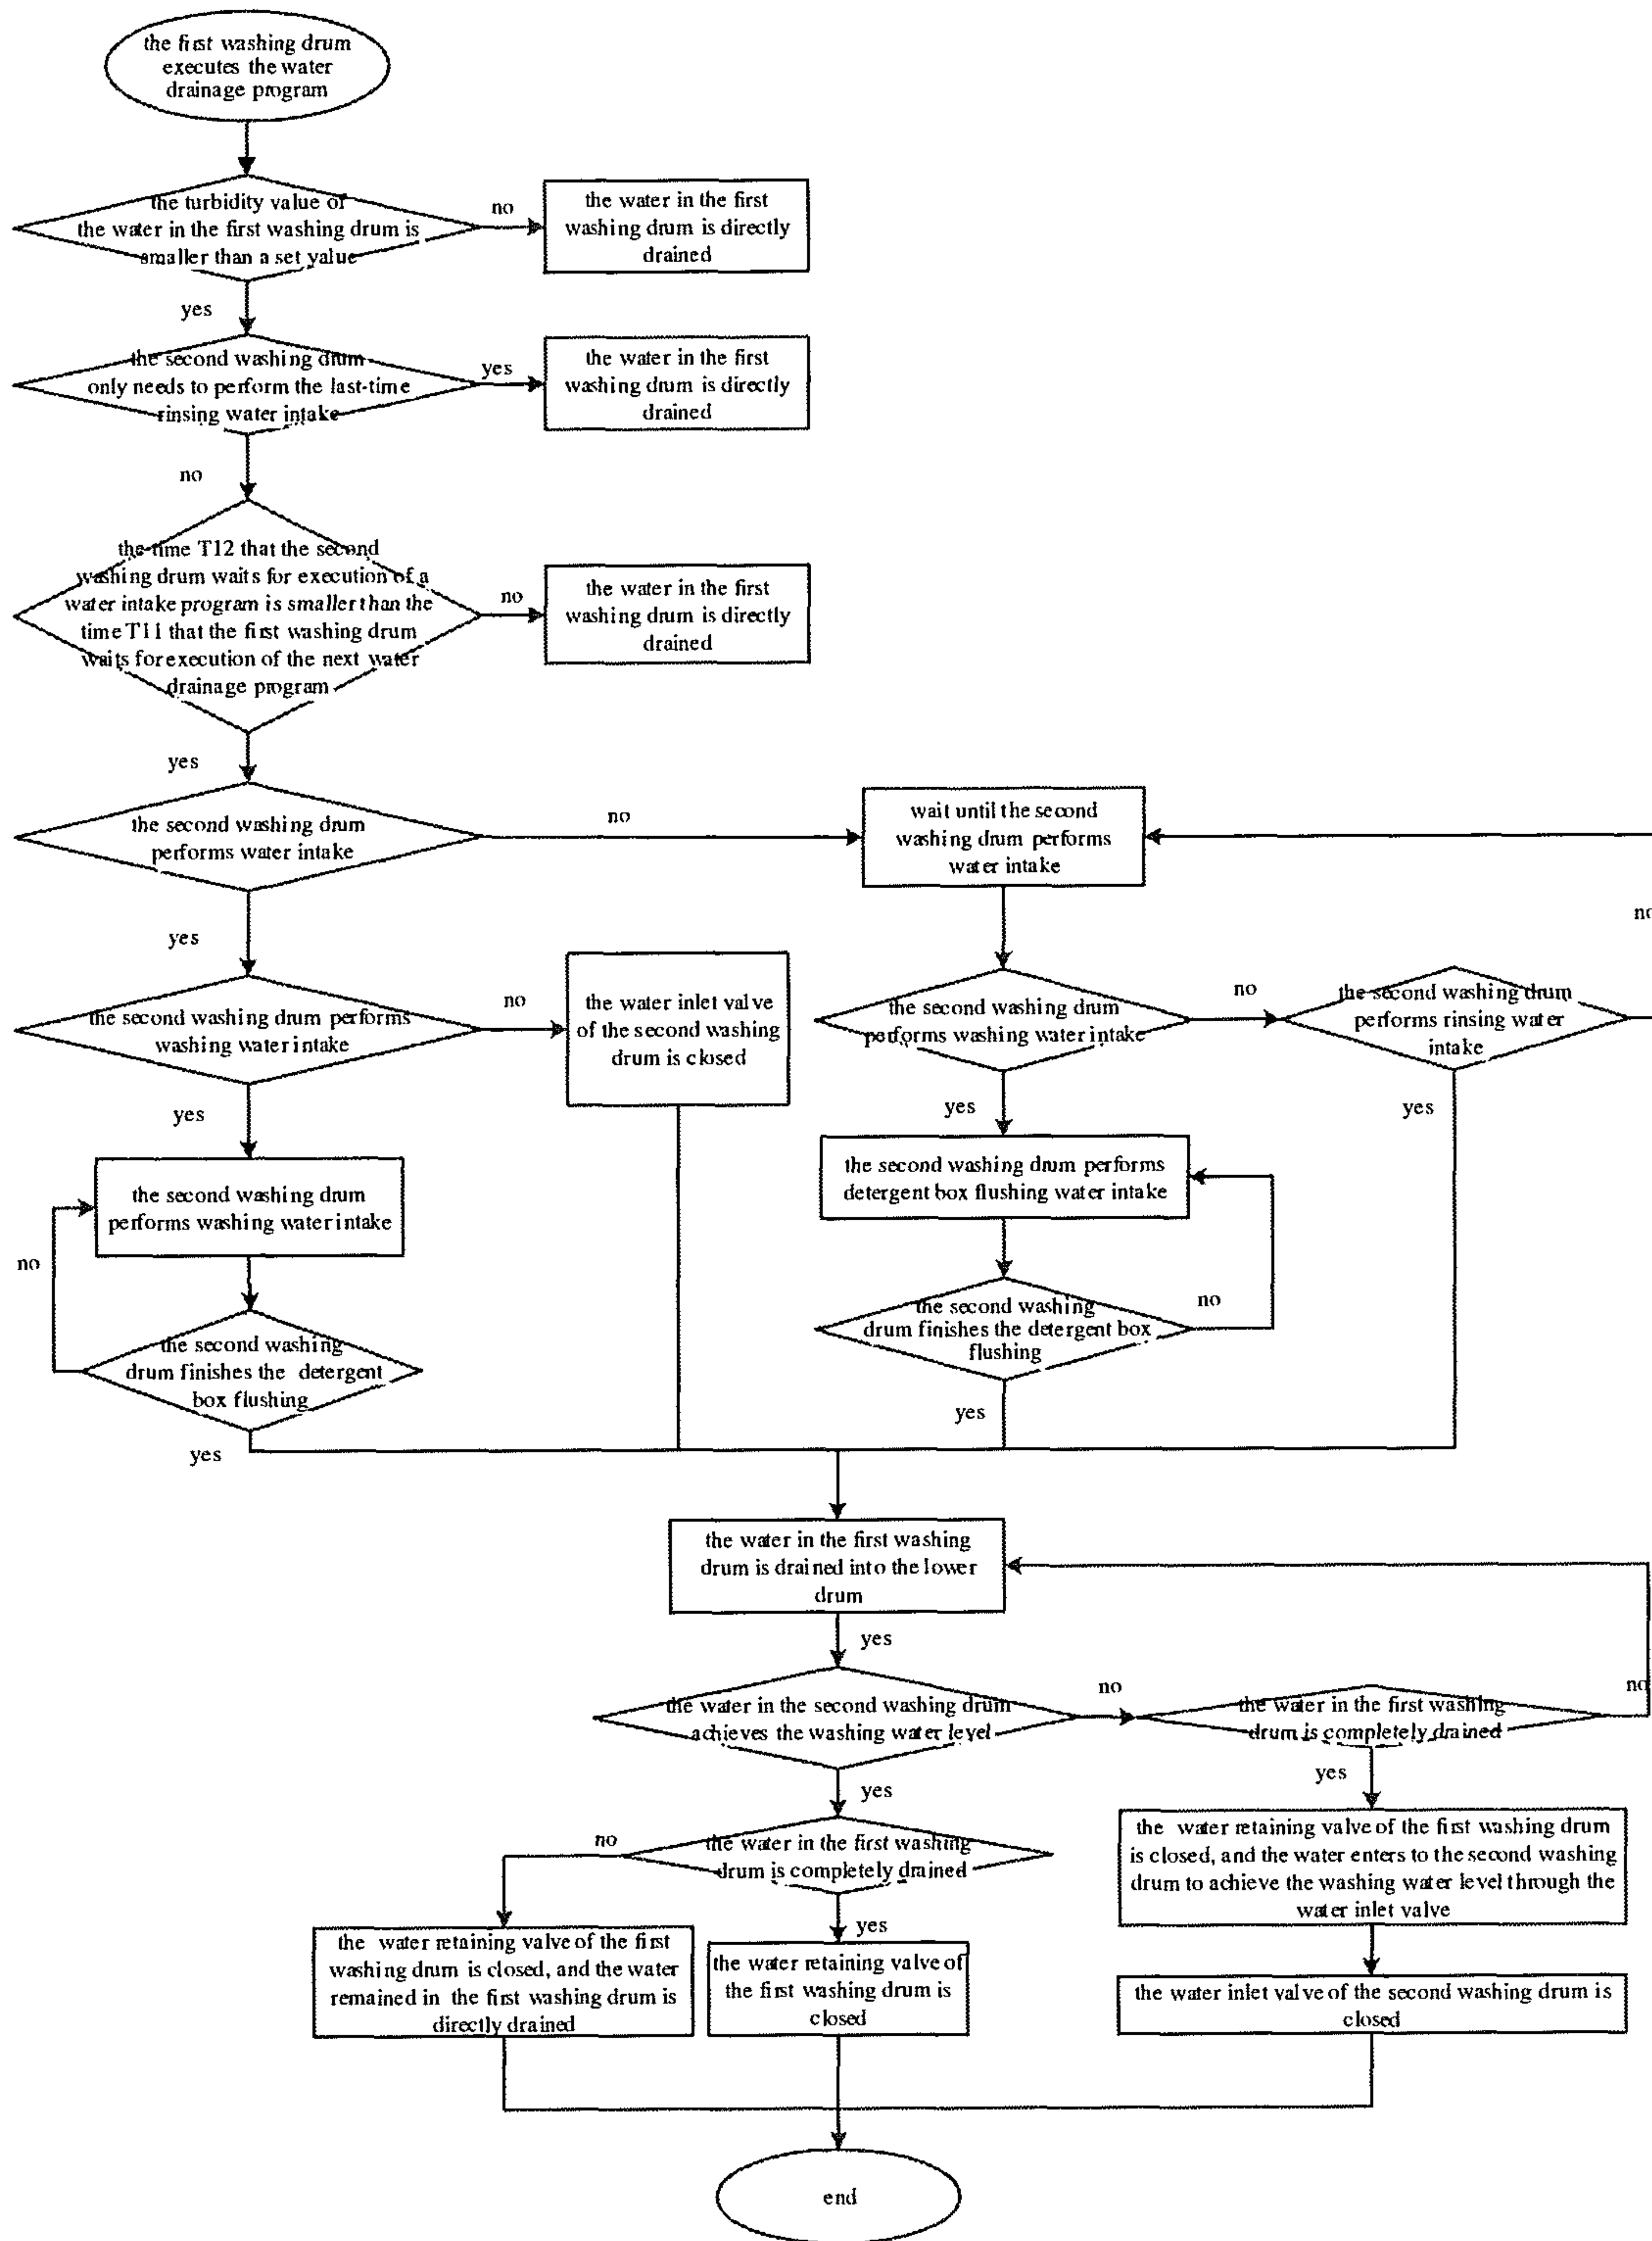 the first washing drum
executes the water
drainage program
the turbidity value of
the water in the first washing drum is
smaller than a set value
no
the water in the first
washing drum is directly
drained
yes
the second washing drum
only needs to perform the last-time
rinsing water intake
yes
the water in the first
washing drum is directly
drained
no
the time T12 that the second
washing drum waits for execution of a
water intake program is smaller than the
time T11 that the first washing drum
waits for execution of the next water
drainage program
no
the water in the first
washing drum is directly
drained
yes
the second washing drum
performs water intake
no
wait until the second
washing drum performs
water intake
yes
no
the second washing drum performs
washing water intake
no
the water inlet valve
of the second washing
drum is closed
the second washing drum
performs washing water intake
no
the second washing drum
performs rinsing water
intake
yes
yes
yes
the second washing drum
performs washing water intake
the second washing drum performs
detergent box flushing water intake
no
the second washing
drum finishes the detergent
box flushing
the second washing
drum finishes the detergent box
flushing
no
yes
yes
the water in the first washing
drum is drained into the lower
drum
yes
the water in the second washing drum
achieves the washing water level
no
the water in the first washing
drum is completely drained
no
yes
yes
the water in the first washing
drum is completely drained
no
yes
the water retaining valve of the first washing drum
is closed, and the water enters to the second washing
drum to achieve the washing water level through the
water inlet valve
the water retaining valve of the first
washing drum is closed, and the water
remained in the first washing drum is
directly drained
the water retaining valve of
the first washing drum is
closed
the water inlet valve of the second washing drum is
closed
end